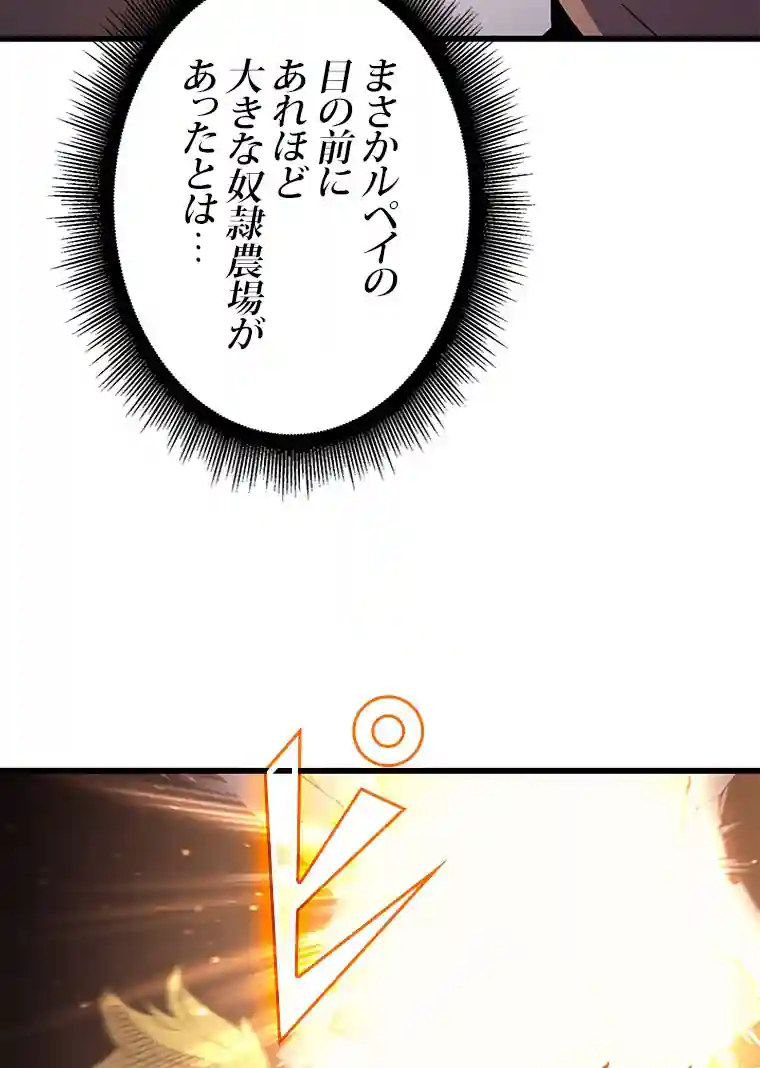 まさかルペイの
目の前に
あれほど
大きな奴隷農場が
あったとは…
ピ